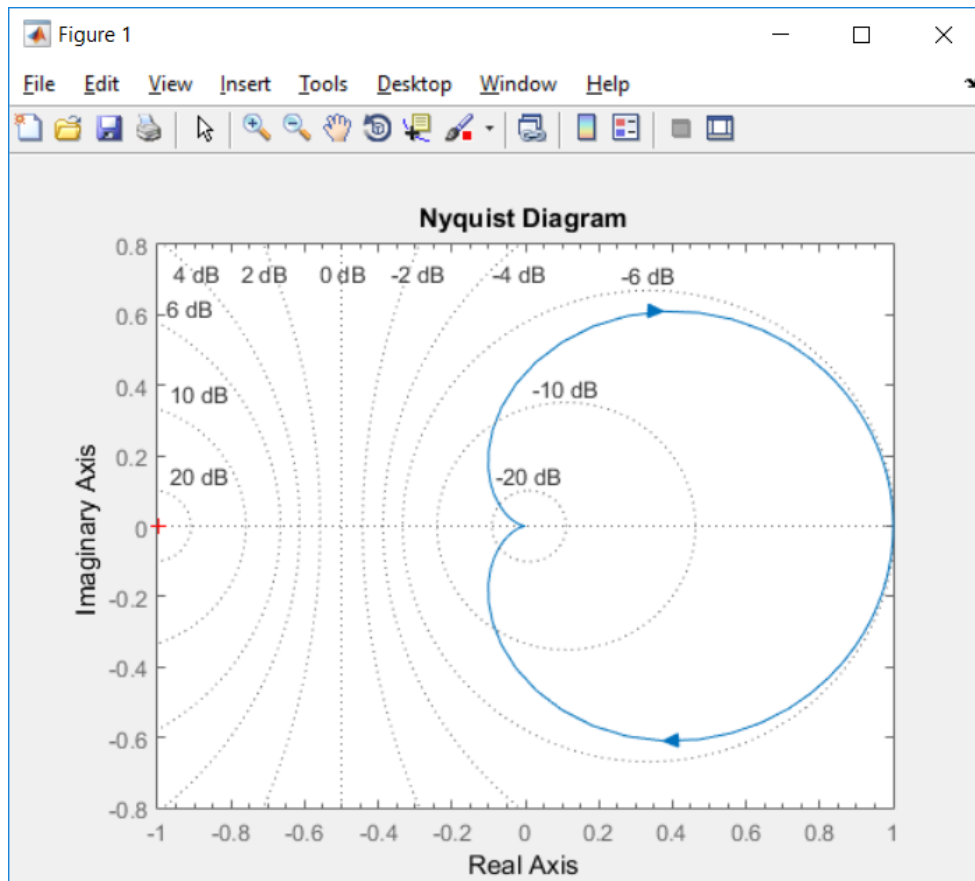 Figure 1
File Edit View Insert Tools Desktop Window Help
Nyquist Diagram
0.8
4 dB 2 dB 0 dB -2 dB -4 dB -6 dB
0.6 6 dB
0.4 10 dB -10 dB
0.2
20 dB -20 dB
0
-0.2
-0.4
-0.6
-0.8
Imaginary Axis
-1 -0.8 -0.6 -0.4 -0.2 0 0.2 0.4 0.6 0.8 1
Real Axis